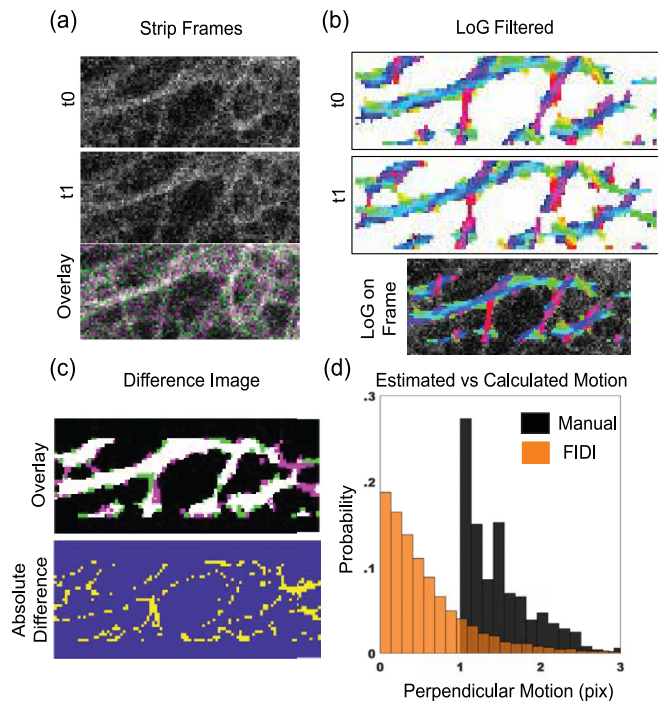 (a)
Strip Frames
t0
t1
Overlay
(b)
LoG Filtered
t0
t1
LoG on
Frame
(c)
Difference Image
Overlay
Absolute
Difference
(d)
Estimated vs Calculated Motion
Manual
FIDI
Probability
.3
.2
.1
0
0
1
2
3
Perpendicular Motion (pix)